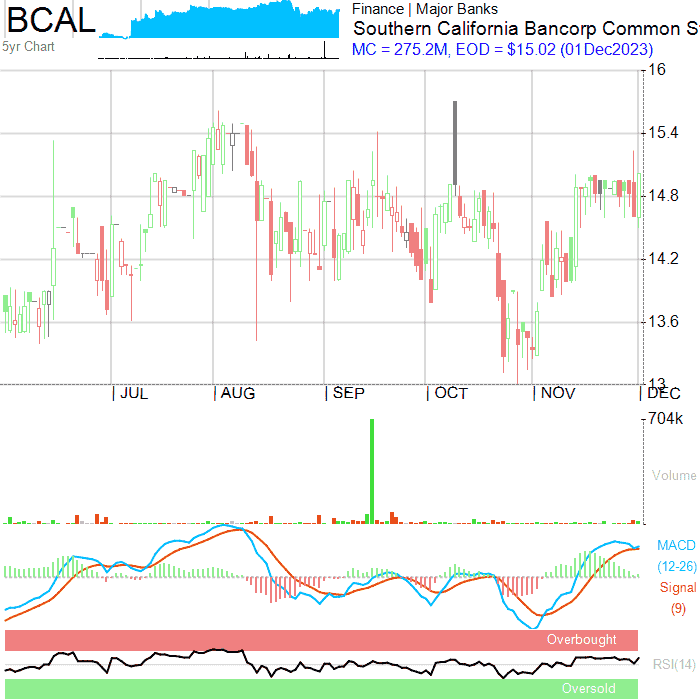 BCAL
5yr Chart
Finance | Major Banks
Southern California Bancorp Common S
MC = 275.2M, EOD = $15.02 (01Dec2023)
16
15.4
14.8
14.2
13.6
13
JUL
AUG
SEP
OCT
NOV
DEC
704k
Volume
MACD
(12-26)
Signal
(9)
Overbought
RSI(14)
Oversold